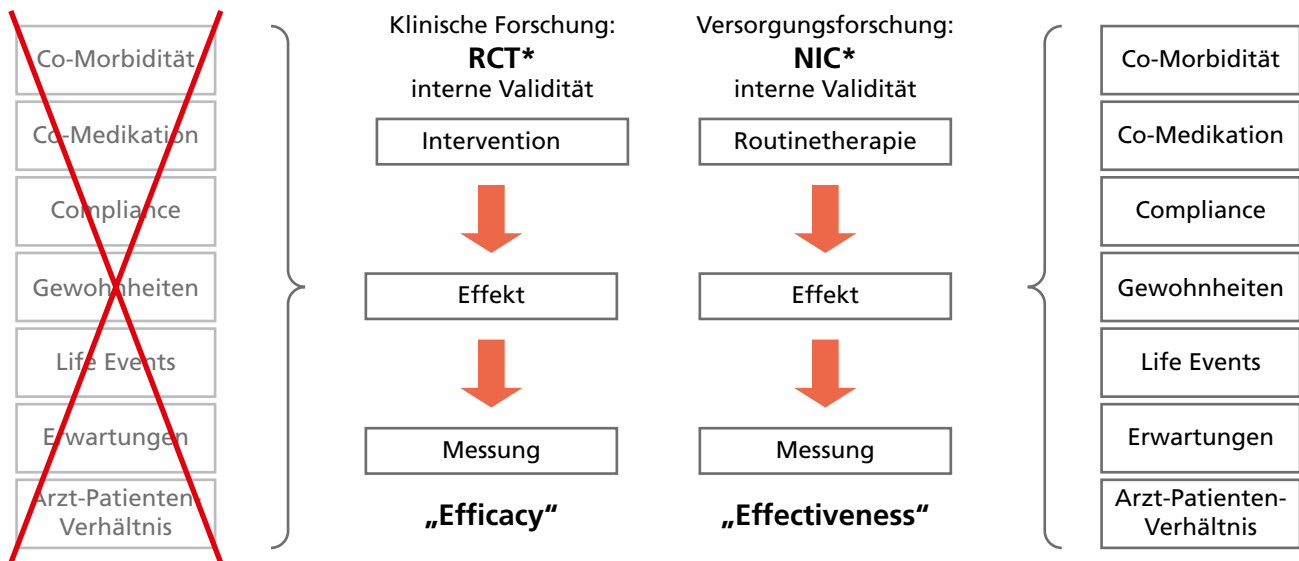 Co-Morbidität
Co-Medikation
Compliance
Gewohnheiten
Life Events
Erwartungen
Arzt-Patienten-
Verhältnis
Klinische Forschung:
RCT*
interne Validität
Intervention
Effekt
Messung
„Efficacy“
Versorgungsforschung:
NIC*
interne Validität
Routinetherapie
Effekt
Messung
„Effectiveness“
Co-Morbidität
Co-Medikation
Compliance
Gewohnheiten
Life Events
Erwartungen
Arzt-Patienten-
Verhältnis